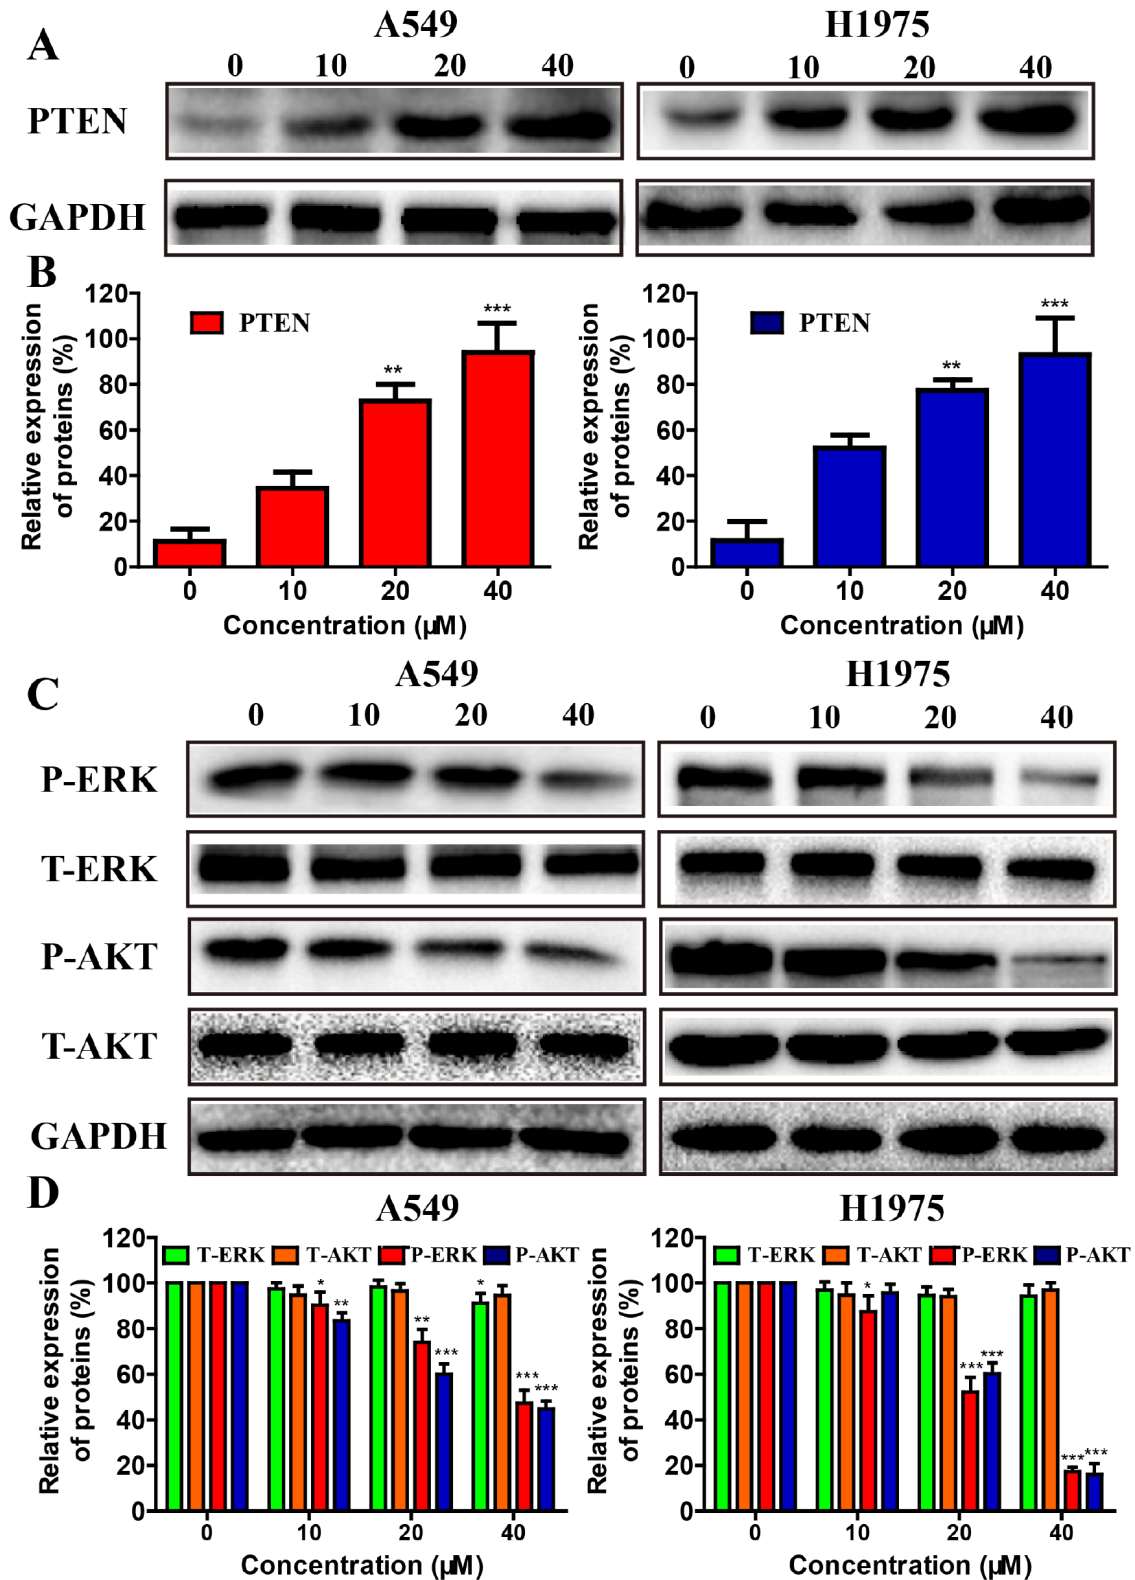 A
A549
H1975
0 10 20 40
0 10 20 40
PTEN
GAPDH
B
Relative expression
of proteins (%)
120
100
80
60
40
20
0
PTEN
**
***
0 10 20 40
Concentration (µM)
Relative expression
of proteins (%)
120
100
80
60
40
20
0
PTEN
**
***
0 10 20 40
Concentration (µM)
C
A549
H1975
0 10 20 40
0 10 20 40
P-ERK
T-ERK
P-AKT
T-AKT
GAPDH
D
A549
Relative expression
of proteins (%)
120
100
80
60
40
20
0
T-ERK T-AKT P-ERK P-AKT
*
**
**
***
*
***
***
0 10 20 40
Concentration (µM)
H1975
Relative expression
of proteins (%)
120
100
80
60
40
20
0
T-ERK T-AKT P-ERK P-AKT
*
***
***
***
***
0 10 20 40
Concentration (µM)